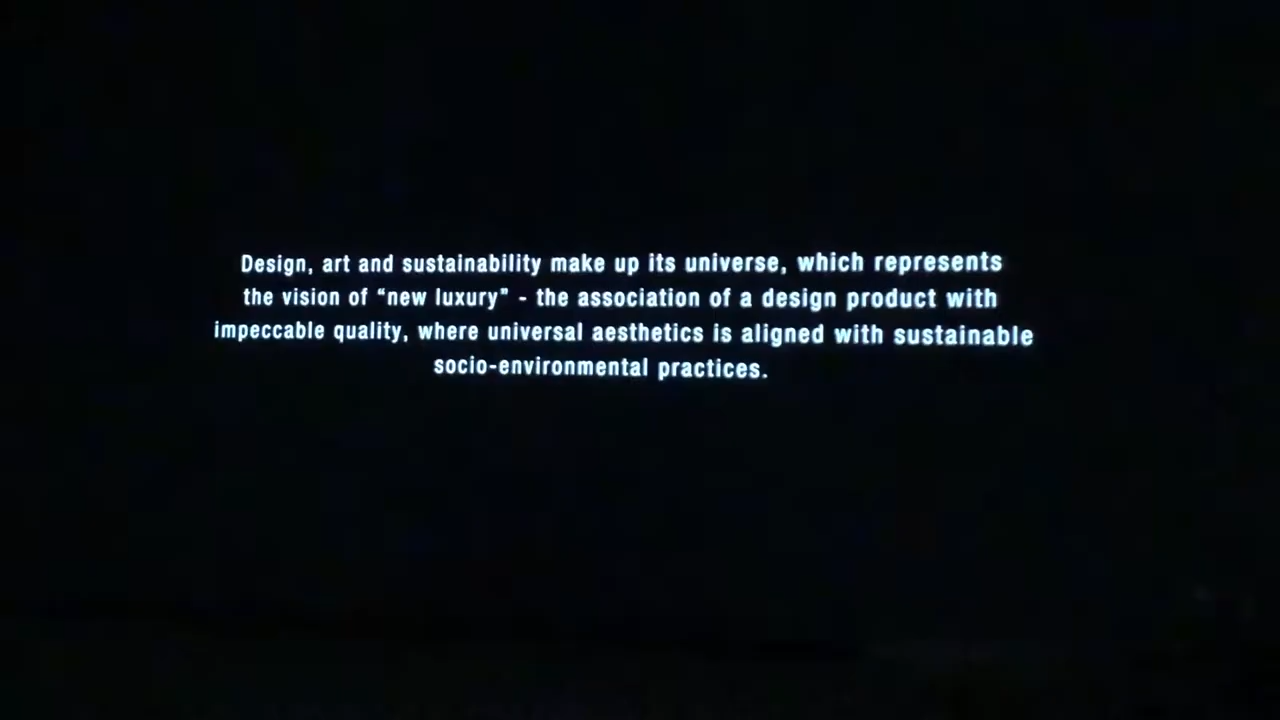 Design, art and sustainability make up its universe, which represents
the vision of “new luxury” - the association of a design product with
impeccable quality, where universal aesthetics is aligned with sustainable
socio-environmental practices.